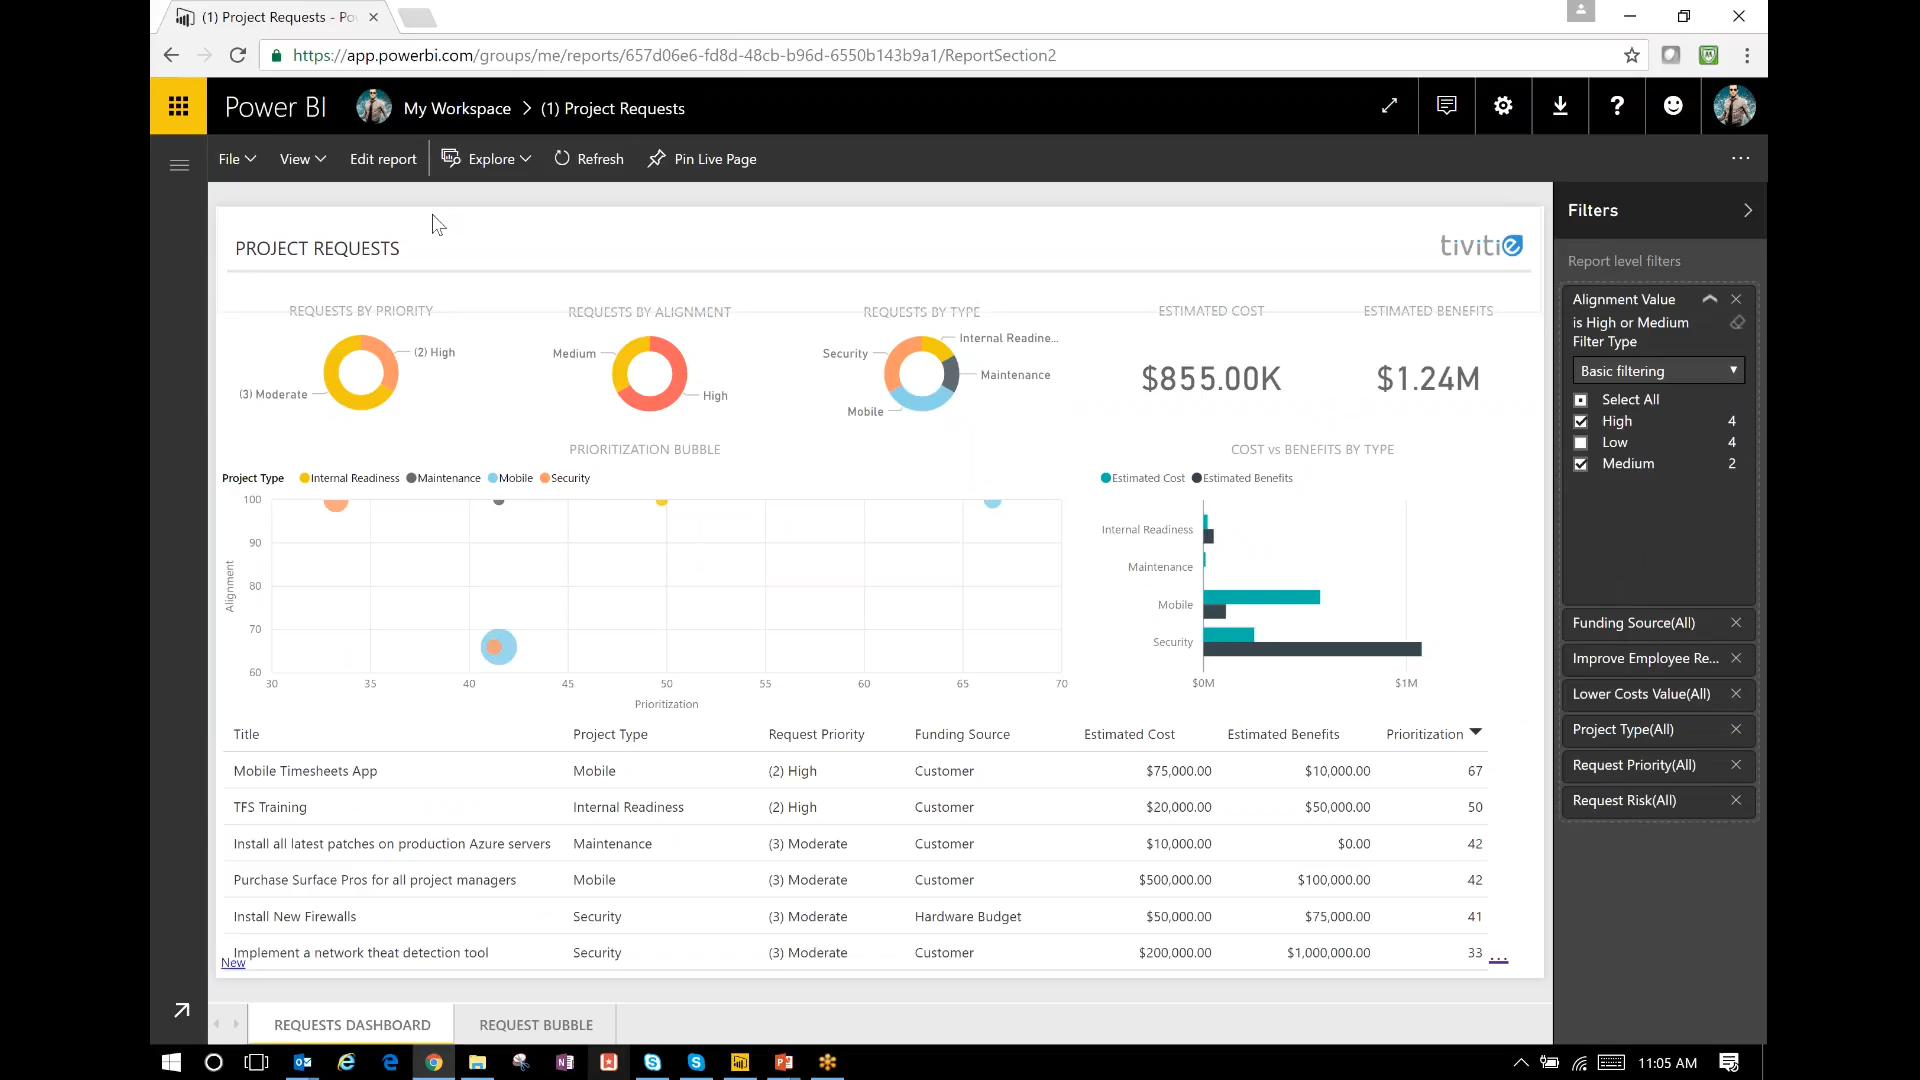 (1) Project Requests - Po
https://app.powerbi.com/groups/me/reports/657d06e6-fd8d-48cb-b96d-6550b143b9a1/ReportSection2
Power BI
My Workspace > (1) Project Requests
File View Edit report Explore Refresh Pin Live Page
...
PROJECT REQUESTS
tivitie
REQUESTS BY PRIORITY
(2) High
(3) Moderate
REQUESTS BY ALIGNMENT
Medium
High
REQUESTS BY TYPE
Internal Readine...
Security
Maintenance
Mobile
ESTIMATED COST
$855.00K
ESTIMATED BENEFITS
$1.24M
PRIORITIZATION BUBBLE
Project Type Internal Readiness Maintenance Mobile Security
100
90
80
70
60
Alignment
30 35 40 45 50 55 60 65 70
Prioritization
COST vs BENEFITS BY TYPE
Estimated Cost Estimated Benefits
Internal Readiness
Maintenance
Mobile
Security
$0M $1M
Title Project Type Request Priority Funding Source Estimated Cost Estimated Benefits Prioritization
Mobile Timesheets App Mobile (2) High Customer $75,000.00 $10,000.00 67
TFS Training Internal Readiness (2) High Customer $20,000.00 $50,000.00 50
Install all latest patches on production Azure servers Maintenance (3) Moderate Customer $10,000.00 $0.00 42
Purchase Surface Pros for all project managers Mobile (3) Moderate Customer $500,000.00 $100,000.00 42
Install New Firewalls Security (3) Moderate Hardware Budget $50,000.00 $75,000.00 41
Implement a network theat detection tool Security (3) Moderate Customer $200,000.00 $1,000,000.00 33
New
...
REQUESTS DASHBOARD REQUEST BUBBLE
Filters
Report level filters
Alignment Value
is High or Medium
Filter Type
Basic filtering
Select All
High 4
Low 4
Medium 2
Funding Source(All)
Improve Employee Re...
Lower Costs Value(All)
Project Type(All)
Request Priority(All)
Request Risk(All)
11:05 AM